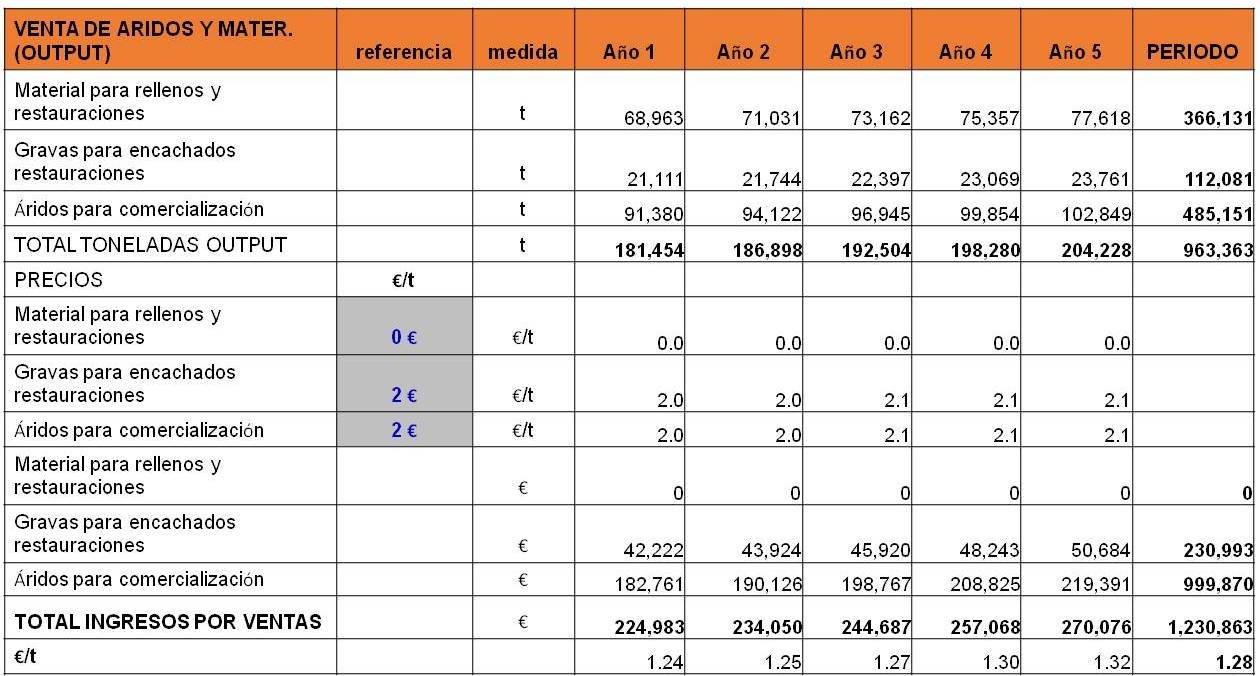 VENTA DE ARIDOS Y MATER.
(OUTPUT) referencia medida Año 1 Año 2 Año 3 Año 4 Año 5 PERIODO
Material para rellenos y
restauraciones t 68,963 71,031 73,162 75,357 77,618 366,131
Gravas para encachados
restauraciones t 21,111 21,744 22,397 23,069 23,761 112,081
Áridos para comercialización t 91,380 94,122 96,945 99,854 102,849 485,151
TOTAL TONELADAS OUTPUT t 181,454 186,898 192,504 198,280 204,228 963,363
PRECIOS €/t
Material para rellenos y
restauraciones 0 € €/t 0.0 0.0 0.0 0.0 0.0
Gravas para encachados
restauraciones 2 € €/t 2.0 2.0 2.1 2.1 2.1
Áridos para comercialización 2 € €/t 2.0 2.0 2.1 2.1 2.1
Material para rellenos y
restauraciones € 0 0 0 0 0 0
Gravas para encachados
restauraciones € 42,222 43,924 45,920 48,243 50,684 230,993
Áridos para comercialización € 182,761 190,126 198,767 208,825 219,391 999,870
TOTAL INGRESOS POR VENTAS € 224,983 234,050 244,687 257,068 270,076 1,230,863
€/t 1.24 1.25 1.27 1.30 1.32 1.28